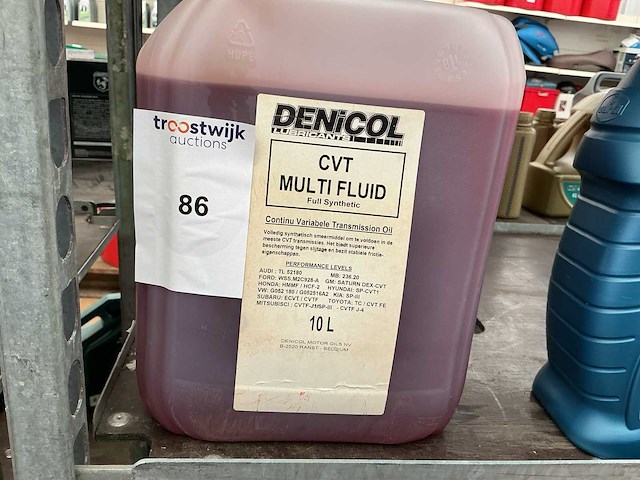 HDPE
troostwijk
auctions
86
DENiCOL
LUBRICANTS
CVT
MULTI FLUID
Full Synthetic
Continu Variabele Transmission Oil
Volledig synthetisch smeermiddel om te voldoen in de
meeste CVT transmissies. Het biedt superieure
bescherming tegen slijtage en bezit stabiele frictie-
eigenschappen.
PERFORMANCE LEVELS
AUDI : TL 52180 MB: 236.20
FORD: WSS:M2C928-A GM: SATURN DEX-CVT
HONDA: HMMF / HCF-2 HYUNDAI: SP-CVT1
VW: G052 180 / G052516A2 KIA: SP-III
SUBARU: ECVT / CVTF TOYOTA: TC / CVT FE
MITSUBISCI : CVTF-J1/SP-III - CVTF J-4
10 L
DENICOL MOTOR OILS NV
B-2520 RANST - BELGIUM